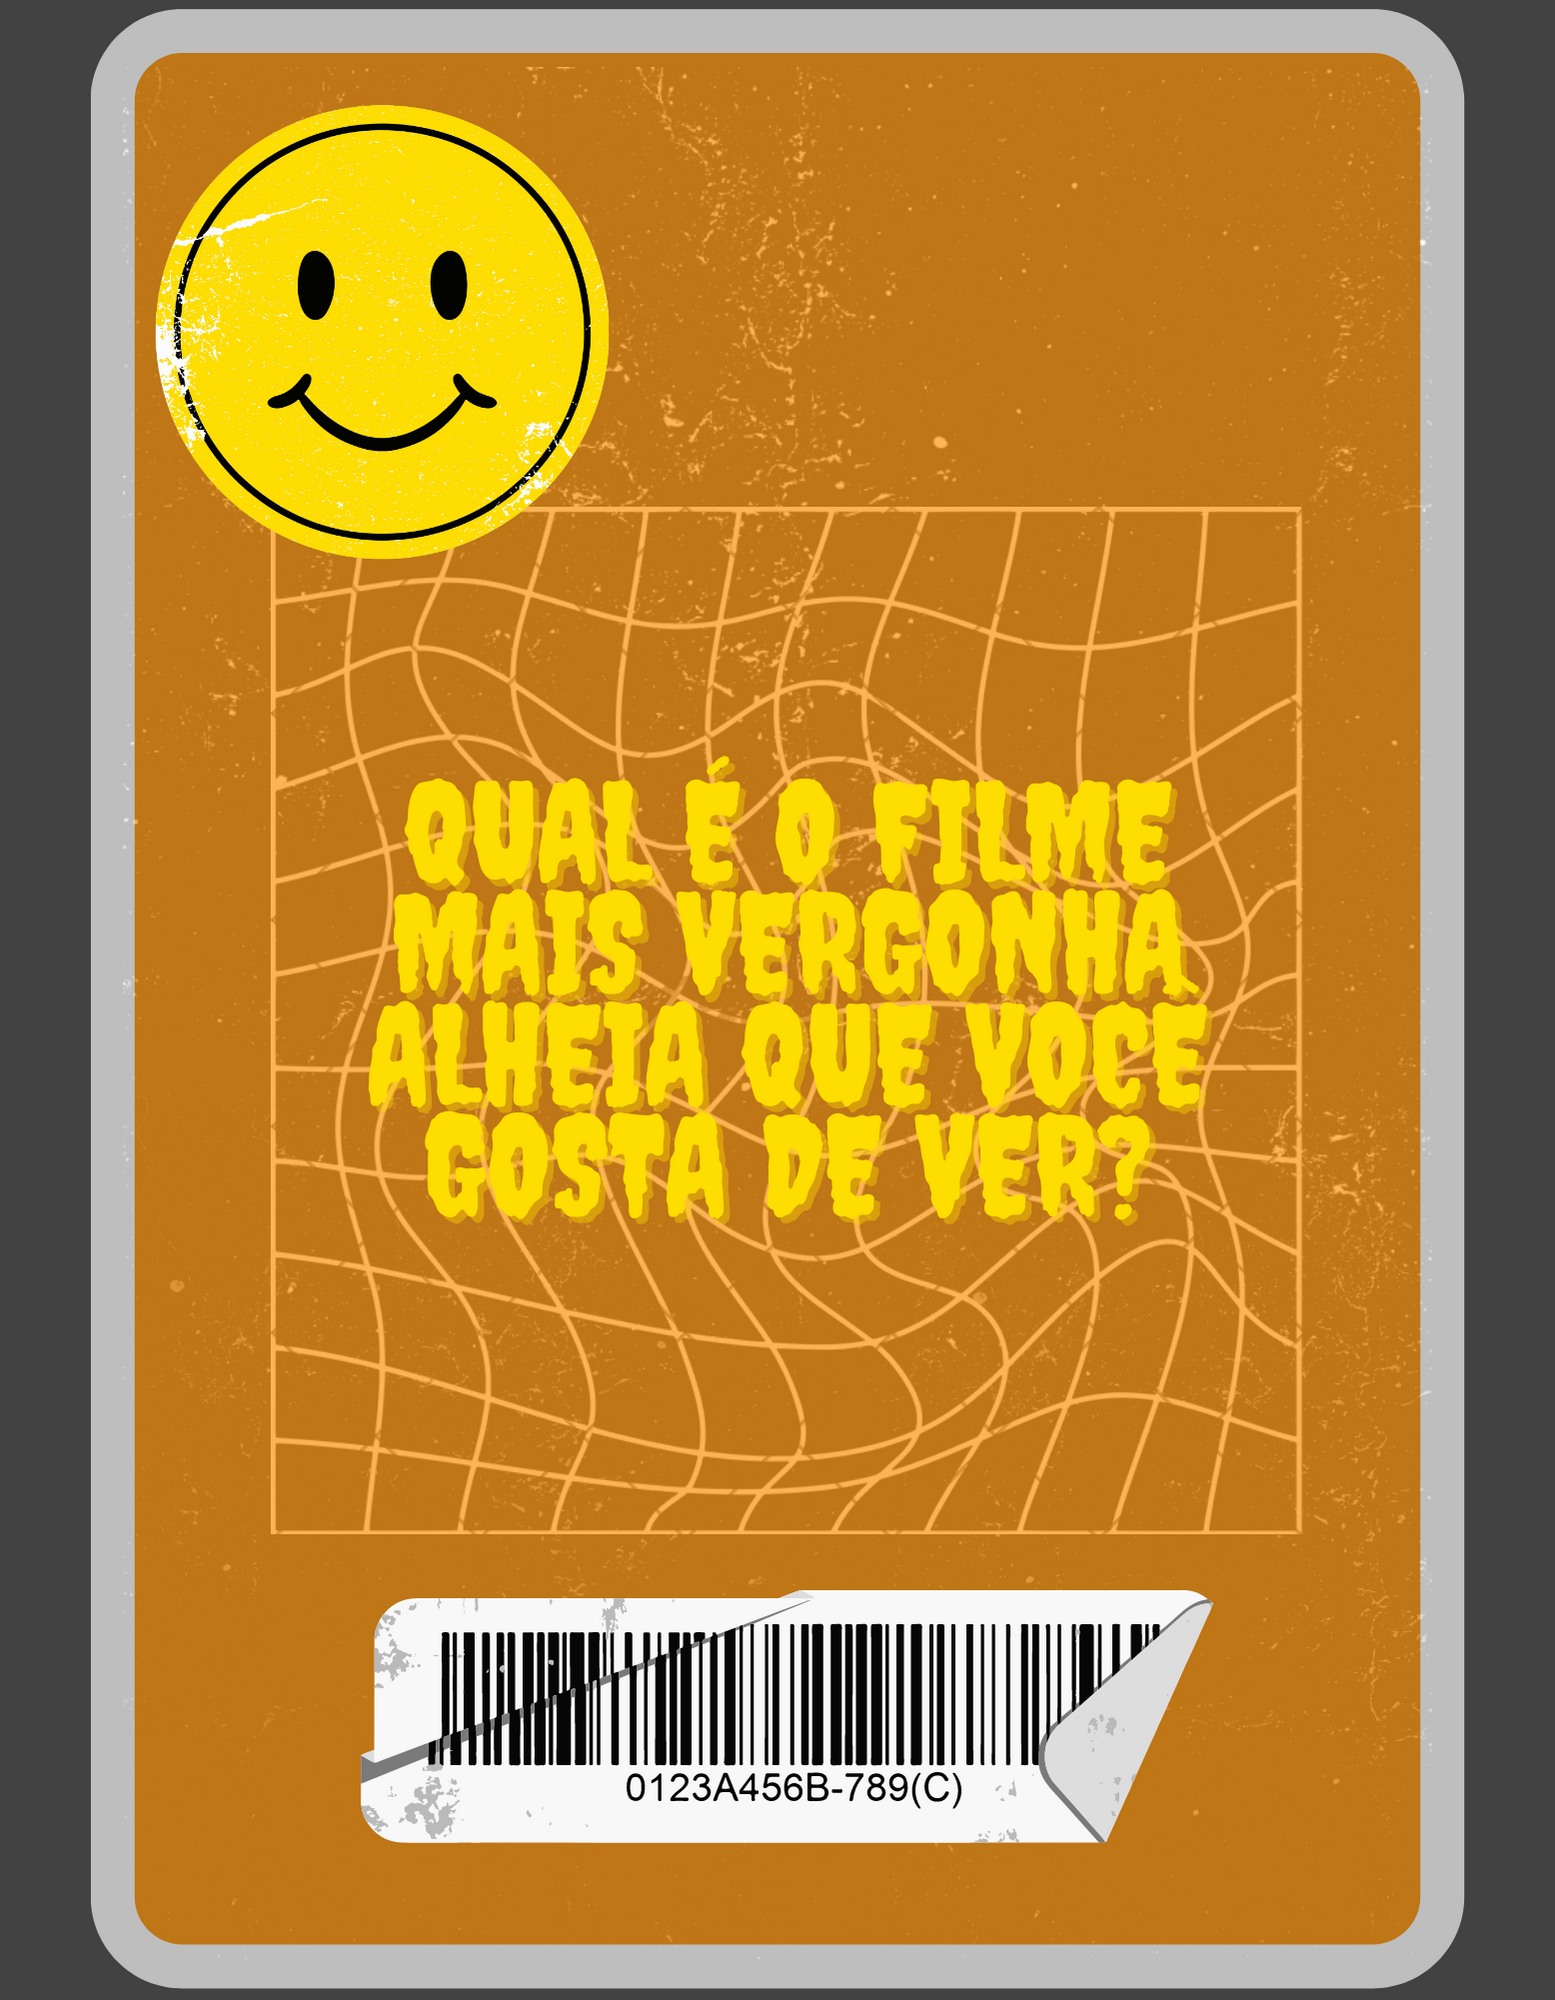 QUAL É O FILME
MAIS VERGONHA
ALHEIA QUE VOCE
GOSTA DE VER?
0123A456B-789(C)